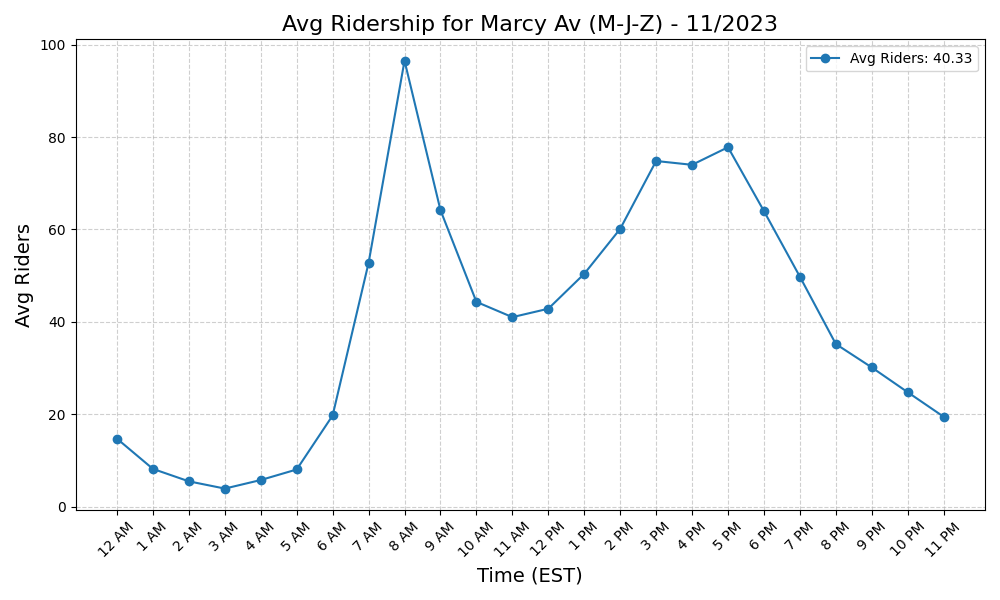 Avg Ridership for Marcy Av (M-J-Z) - 11/2023
Avg Riders: 40.33
Avg Riders
100
80
60
40
20
0
12 AM
1 AM
2 AM
3 AM
4 AM
5 AM
6 AM
7 AM
8 AM
9 AM
10 AM
11 AM
12 PM
1 PM
2 PM
3 PM
4 PM
5 PM
6 PM
7 PM
8 PM
9 PM
10 PM
11 PM
Time (EST)